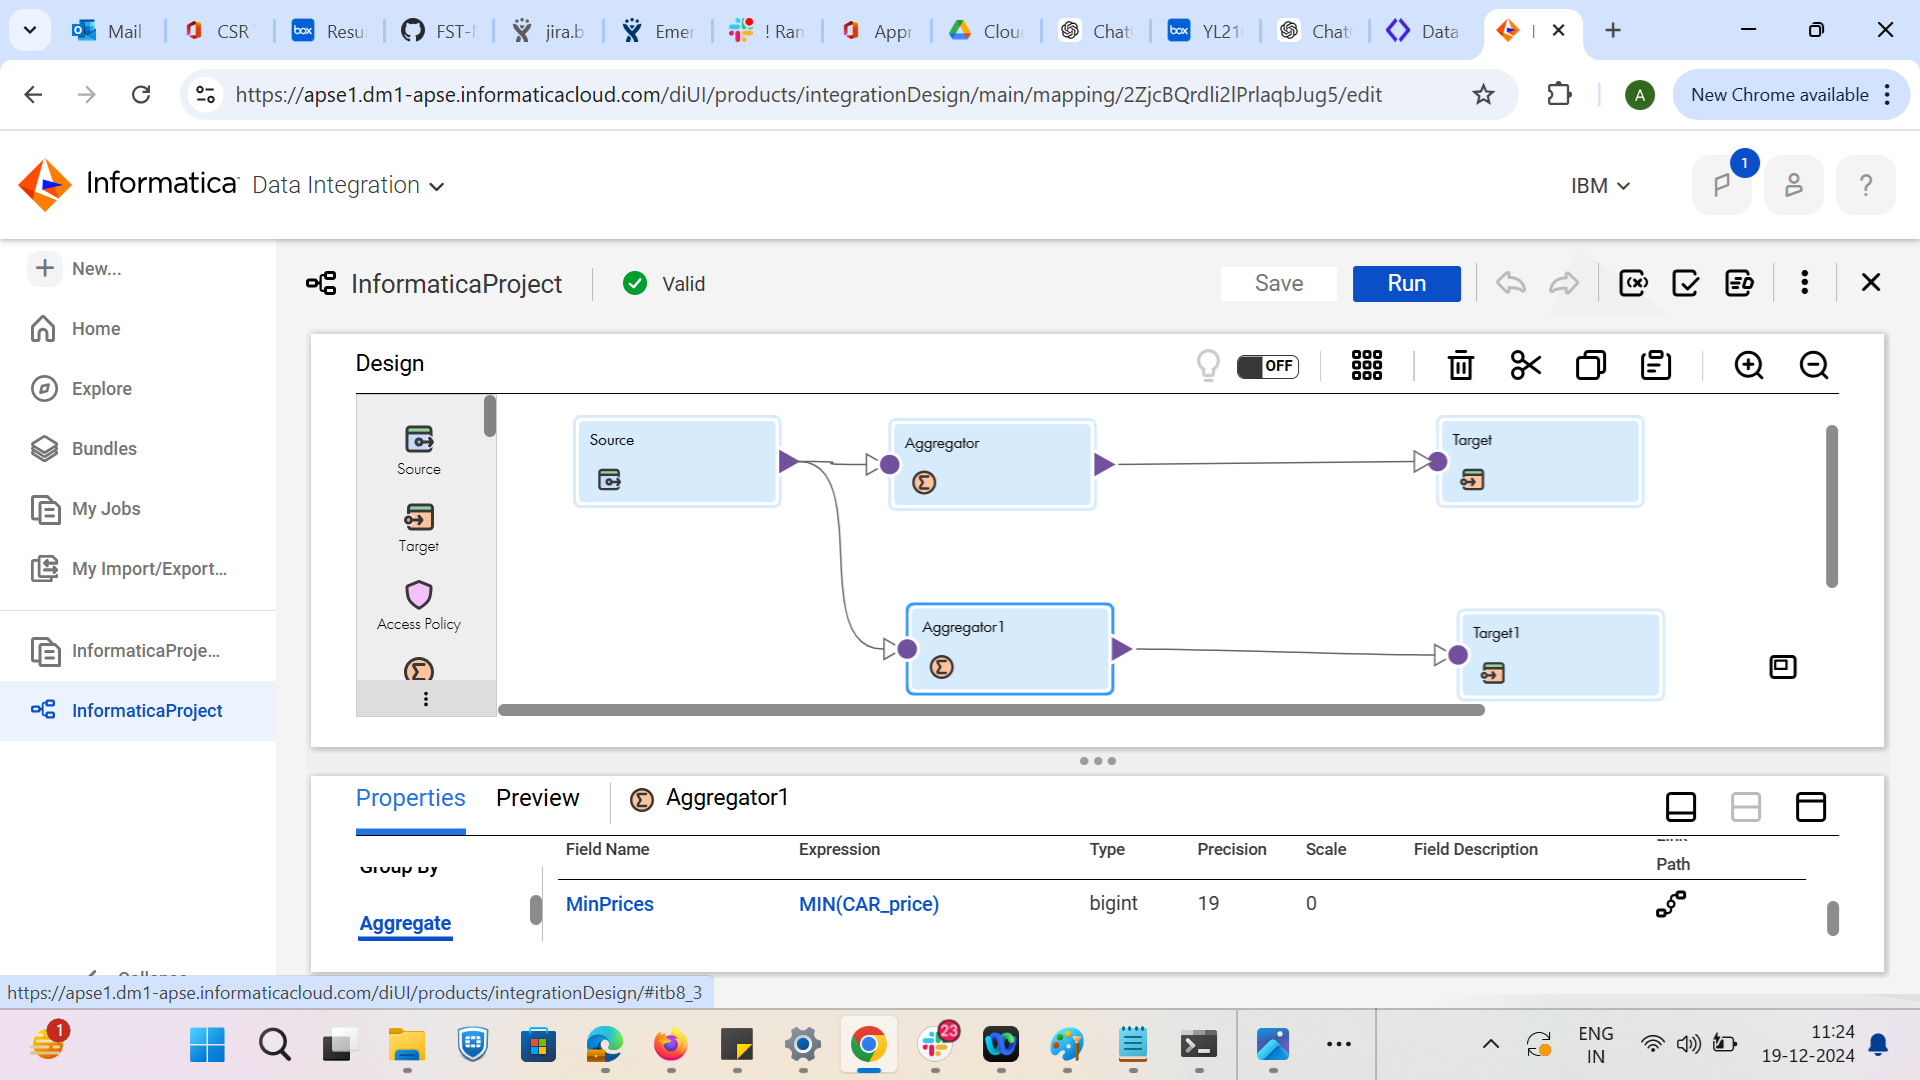 Mail
CSR
Resu
FST-
jira.b
Emer
! Ran
Appr
Clou
Chat
YL21
Chat
Data
https://apse1.dm1-apse.informaticacloud.com/diUI/products/integrationDesign/main/mapping/2ZjcBQrdli2lPrlaqbJug5/edit
A
New Chrome available
Informatica
Data Integration
IBM
1
?
New...
Home
Explore
Bundles
My Jobs
My Import/Export...
InformaticaProje...
InformaticaProject
InformaticaProject
Valid
Save
Run
Design
OFF
Source
Target
Access Policy
Source
Aggregator
Target
Aggregator1
Target1
Properties
Preview
Aggregator1
Group By
Aggregate
Field Name
Expression
Type
Precision
Scale
Field Description
Link
Path
MinPrices
MIN(CAR_price)
bigint
19
0
Collapse
https://apse1.dm1-apse.informaticacloud.com/diUI/products/integrationDesign/#itb8_3
1
23
ENG
IN
11:24
19-12-2024